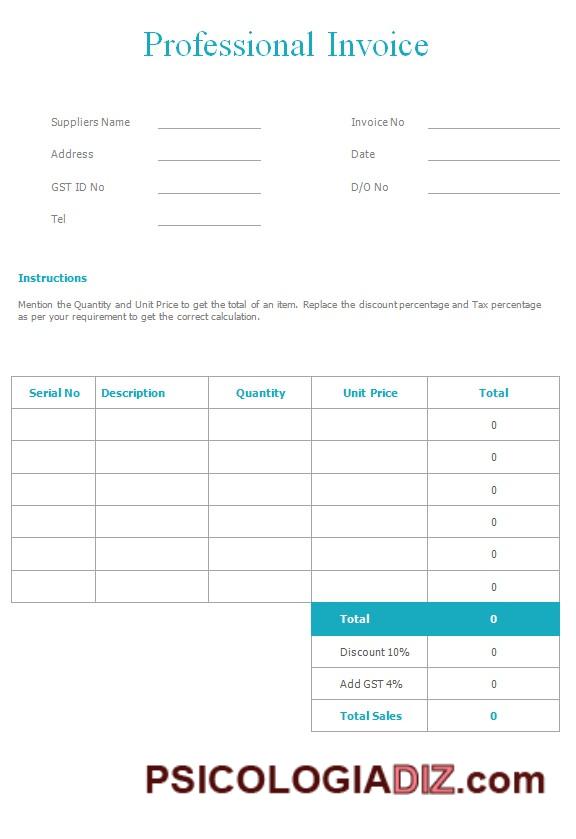 Professional Invoice
Suppliers Name
Invoice No
Address
Date
GST ID No
D/O No
Tel
Instructions
Mention the Quantity and Unit Price to get the total of an item. Replace the discount percentage and Tax percentage
as per your requirement to get the correct calculation.
Serial No Description Quantity Unit Price Total
0
0
0
0
0
0
Total 0
Discount 10% 0
Add GST 4% 0
Total Sales 0
PSICOLOGIADIZ.com